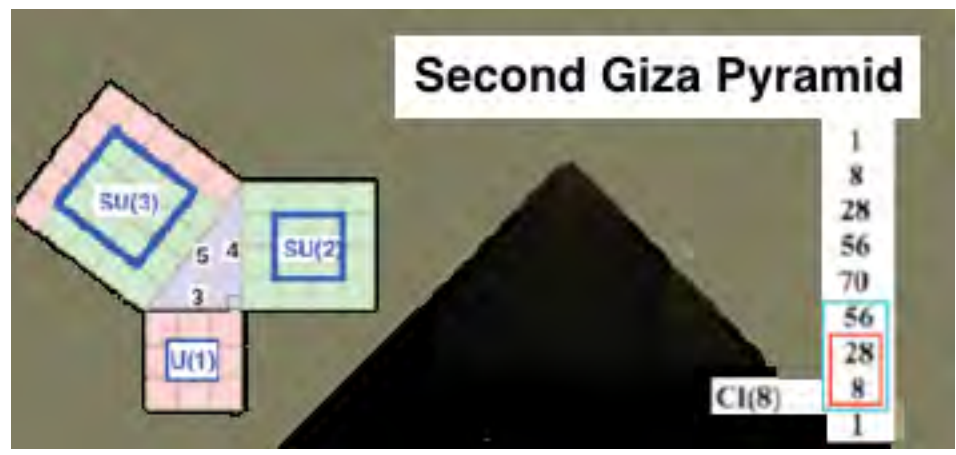 Second Giza Pyramid
1
8
28
56
70
56
28
8
1
Cl(8)
SU(3)
SU(2)
5
4
3
U(1)